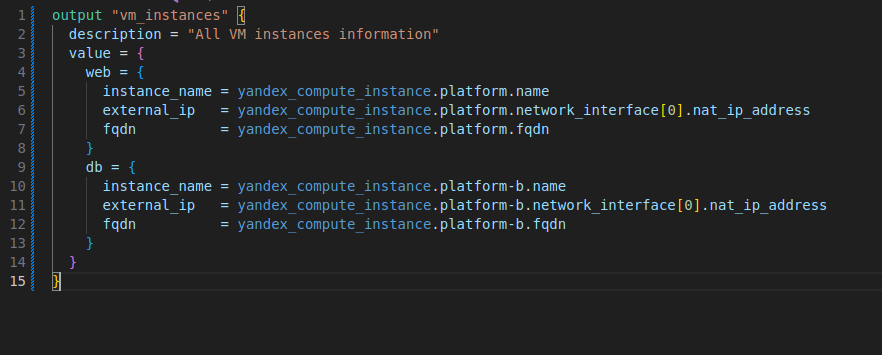 1 output "vm_instances" {
2   description = "All VM instances information"
3   value = {
4     web = {
5       instance_name = yandex_compute_instance.platform.name
6       external_ip   = yandex_compute_instance.platform.network_interface[0].nat_ip_address
7       fqdn          = yandex_compute_instance.platform.fqdn
8     }
9     db = {
10       instance_name = yandex_compute_instance.platform-b.name
11       external_ip   = yandex_compute_instance.platform-b.network_interface[0].nat_ip_address
12       fqdn          = yandex_compute_instance.platform-b.fqdn
13     }
14   }
15 }